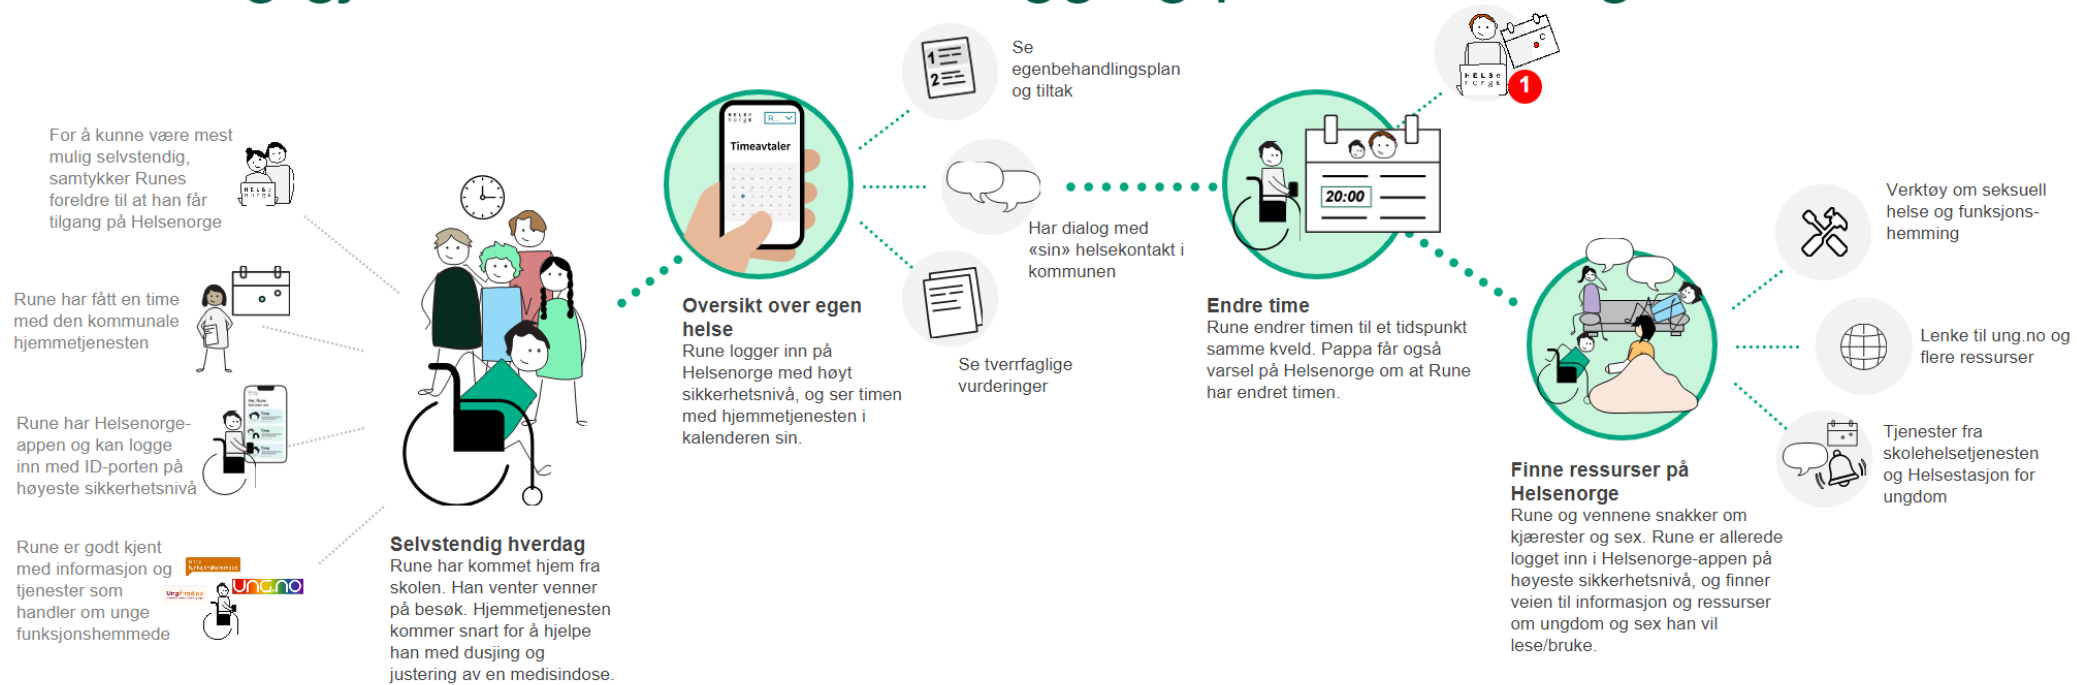 For å kunne være mest
mulig selvstendig,
samtykker Runes
foreldre til at han får
tilgang på Helsenorge
Rune har fått en time
med den kommunale
hjemmetjenesten
Rune har Helsenorge-
appen og kan logge
inn med ID-porten på
høyeste sikkerhetsnivå
Rune er godt kjent
med informasjon og
tjenester som
handler om unge
funksjonshemmede
ung.no
Selvstendig hverdag
Rune har kommet hjem fra
skolen. Han venter venner
på besøk. Hjemmetjenesten
kommer snart for å hjelpe
han med dusjing og
justering av en medisindose.
HELSE
norge
R...
Timeavtaler
Oversikt over egen
helse
Rune logger inn på
Helsenorge med høyt
sikkerhetsnivå, og ser timen
med hjemmetjenesten i
kalenderen sin.
1
2
Se
egenbehandlingsplan
og tiltak
Har dialog med
«sin» helsekontakt i
kommunen
Se tverrfaglige
vurderinger
HELSE
norge
1
20:00
Endre time
Rune endrer timen til et tidspunkt
samme kveld. Pappa får også
varsel på Helsenorge om at Rune
har endret timen.
Finne ressurser på
Helsenorge
Rune og vennene snakker om
kjærester og sex. Rune er allerede
logget inn i Helsenorge-appen på
høyeste sikkerhetsnivå, og finner
veien til informasjon og ressurser
om ungdom og sex han vil
lese/bruke.
Verktøy om seksuell
helse og funksjons-
hemming
Lenke til ung.no og
flere ressurser
Tjenester fra
skolehelsetjenesten
og Helsestasjon for
ungdom